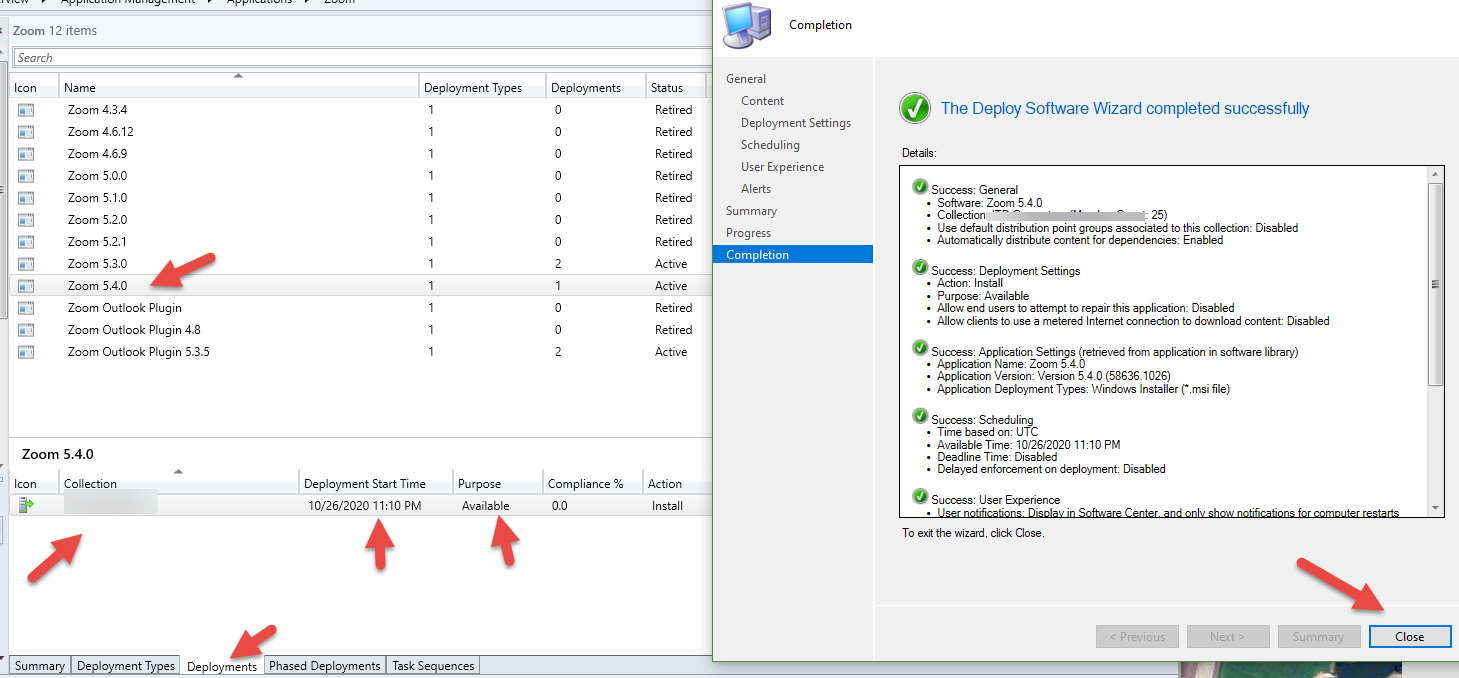 Application Management Applications Zoom
Zoom 12 items
Search
Icon Name Deployment Types Deployments Status
Zoom 4.3.4 1 0 Retired
Zoom 4.6.12 1 0 Retired
Zoom 4.6.9 1 0 Retired
Zoom 5.0.0 1 0 Retired
Zoom 5.1.0 1 0 Retired
Zoom 5.2.0 1 0 Retired
Zoom 5.2.1 1 0 Retired
Zoom 5.3.0 1 2 Active
Zoom 5.4.0 1 1 Active
Zoom Outlook Plugin 1 0 Retired
Zoom Outlook Plugin 4.8 1 0 Retired
Zoom Outlook Plugin 5.3.5 1 2 Active
Zoom 5.4.0
Icon Collection Deployment Start Time Purpose Compliance % Action
10/26/2020 11:10 PM Available 0.0 Install
Summary Deployment Types Deployments Phased Deployments Task Sequences
Completion
General
Content
Deployment Settings
Scheduling
User Experience
Alerts
Summary
Progress
Completion
The Deploy Software Wizard completed successfully
Details:
Success: General
• Software: Zoom 5.4.0
• Collection : 25)
• Use default distribution point groups associated to this collection: Disabled
• Automatically distribute content for dependencies: Enabled
Success: Deployment Settings
• Action: Install
• Purpose: Available
• Allow end users to attempt to repair this application: Disabled
• Allow clients to use a metered Internet connection to download content: Disabled
Success: Application Settings (retrieved from application in software library)
• Application Name: Zoom 5.4.0
• Application Version: Version 5.4.0 (58636.1026)
• Application Deployment Types: Windows Installer (*.msi file)
Success: Scheduling
• Time based on: UTC
• Available Time: 10/26/2020 11:10 PM
• Deadline Time: Disabled
• Delayed enforcement on deployment: Disabled
Success: User Experience
• User notifications: Display in Software Center, and only show notifications for computer restarts
To exit the wizard, click Close.
< Previous Next > Summary Close